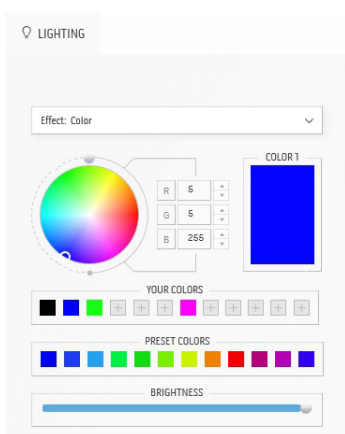 LIGHTING
Effect: Color
COLOR 1
R 5
G 5
B 255
YOUR COLORS
PRESET COLORS
BRIGHTNESS